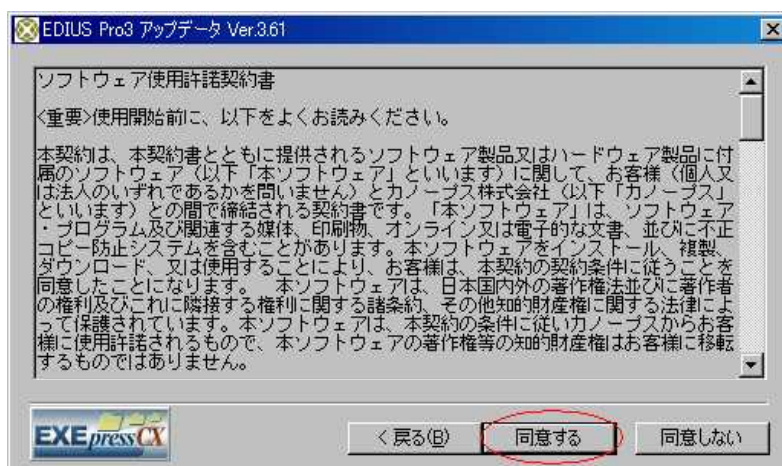 EDIUS Pro3 アップデータ Ver.3.61
ソフトウェア使用許諾契約書
<重要>使用開始前に、以下をよくお読みください。
本契約は、本契約書とともに提供されるソフトウェア製品又はハードウェア製品に付
属のソフトウェア（以下「本ソフトウェア」といいます）に関して、お客様（個人又
は法人のいずれであるかを問いません）とカノープス株式会社（以下「カノープス」
といいます）との間で締結される契約書です。「本ソフトウェア」は、ソフトウェア
・プログラム及び関連する媒体、印刷物、オンライン又は電子的な文書、並びに不正
コピー防止システムを含むことがあります。本ソフトウェアをインストール、複製、
ダウンロード、又は使用することにより、お客様は、本契約の契約条件に従うことを
同意したことになります。　本ソフトウェアは、日本国内外の著作権法並びに著作者
の権利及びこれに隣接する権利に関する諸条約、その他知的財産権に関する法律によ
って保護されています。本ソフトウェアは、本契約の条件に従いカノープスからお客
様に使用許諾されるもので、本ソフトウェアの著作権等の知的財産権はお客様に移転
するものではありません。
EXEpressCX
<戻る(B)
同意する
同意しない